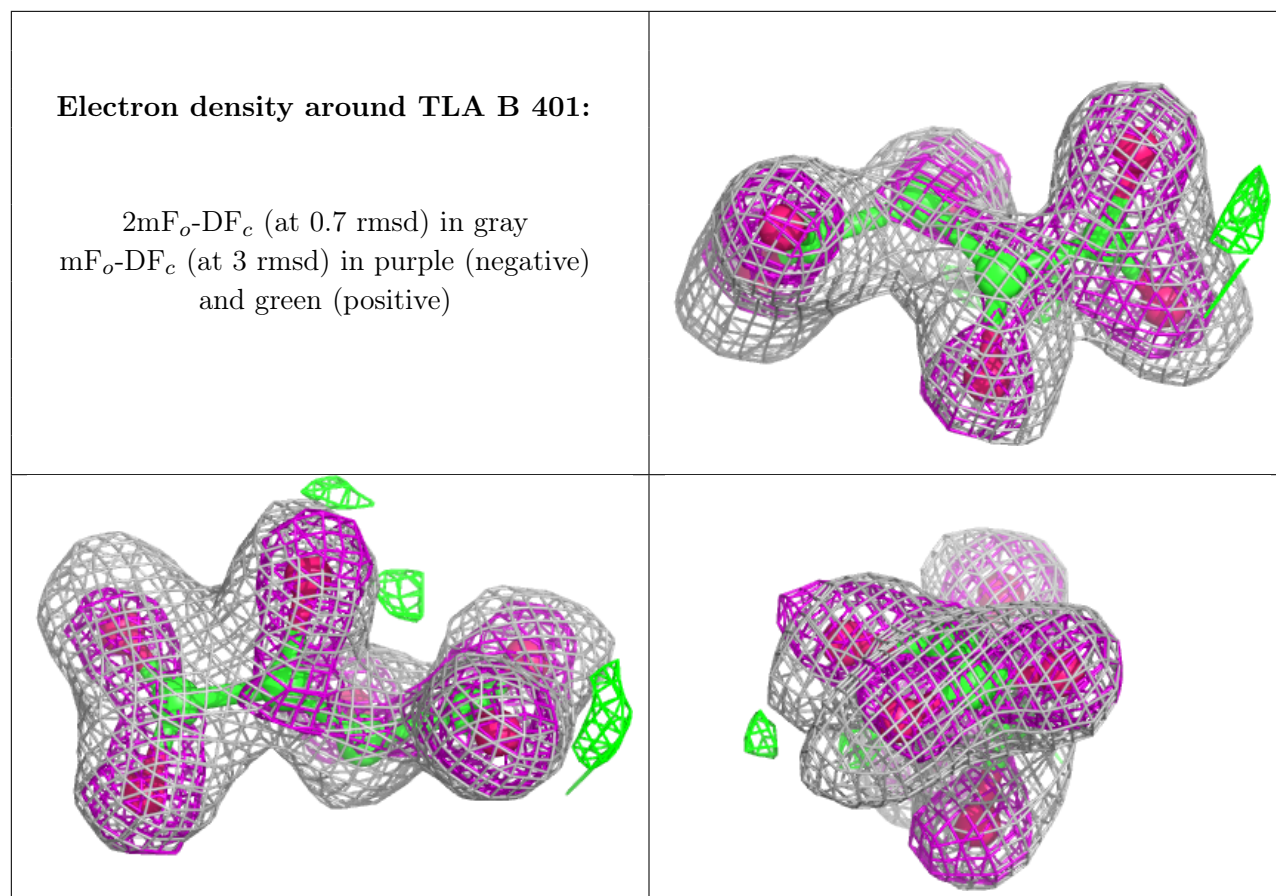 Electron density around TLA B 401:
2mFo-DFc (at 0.7 rmsd) in gray
mFo-DFc (at 3 rmsd) in purple (negative)
and green (positive)